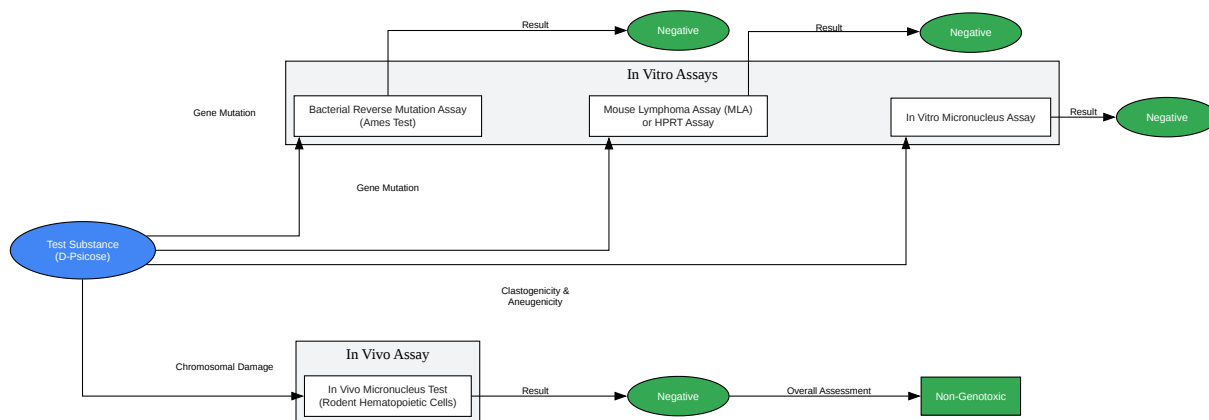 Result
Negative
Result
Negative
In Vitro Assays
Gene Mutation
Bacterial Reverse Mutation Assay
(Ames Test)
Mouse Lymphoma Assay (MLA)
or HPRT Assay
In Vitro Micronucleus Assay
Result
Negative
Gene Mutation
Test Substance
(D-Psicose)
Clastogenicity &
Aneugenicity
In Vivo Assay
Chromosomal Damage
In Vivo Micronucleus Test
(Rodent Hematopoietic Cells)
Result
Negative
Overall Assessment
Non-Genotoxic